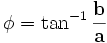 ϕ = tan⁻¹ b/a